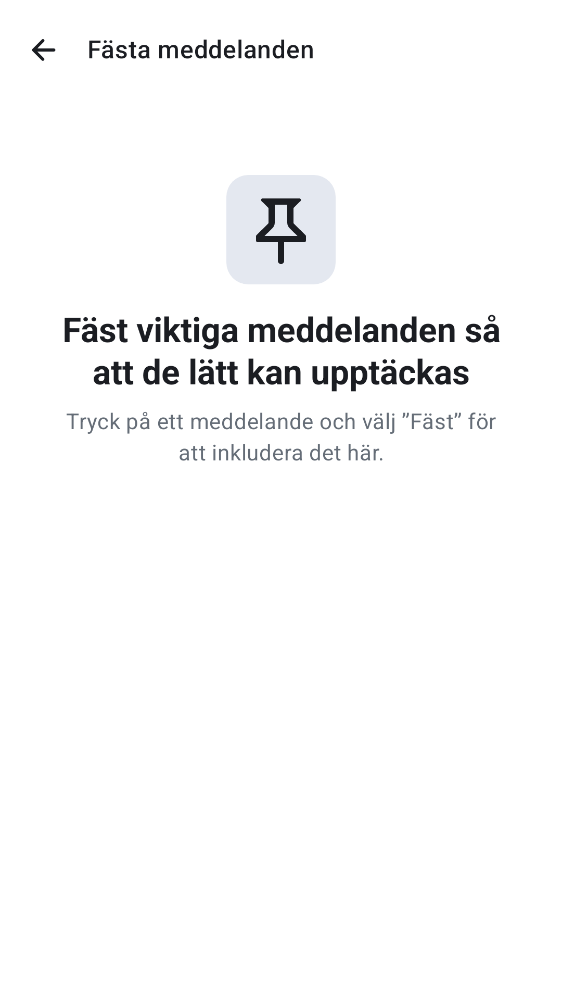 Fästa meddelanden
Fäst viktiga meddelanden så
att de lätt kan upptäckas
Tryck på ett meddelande och välj ”Fäst” för
att inkludera det här.